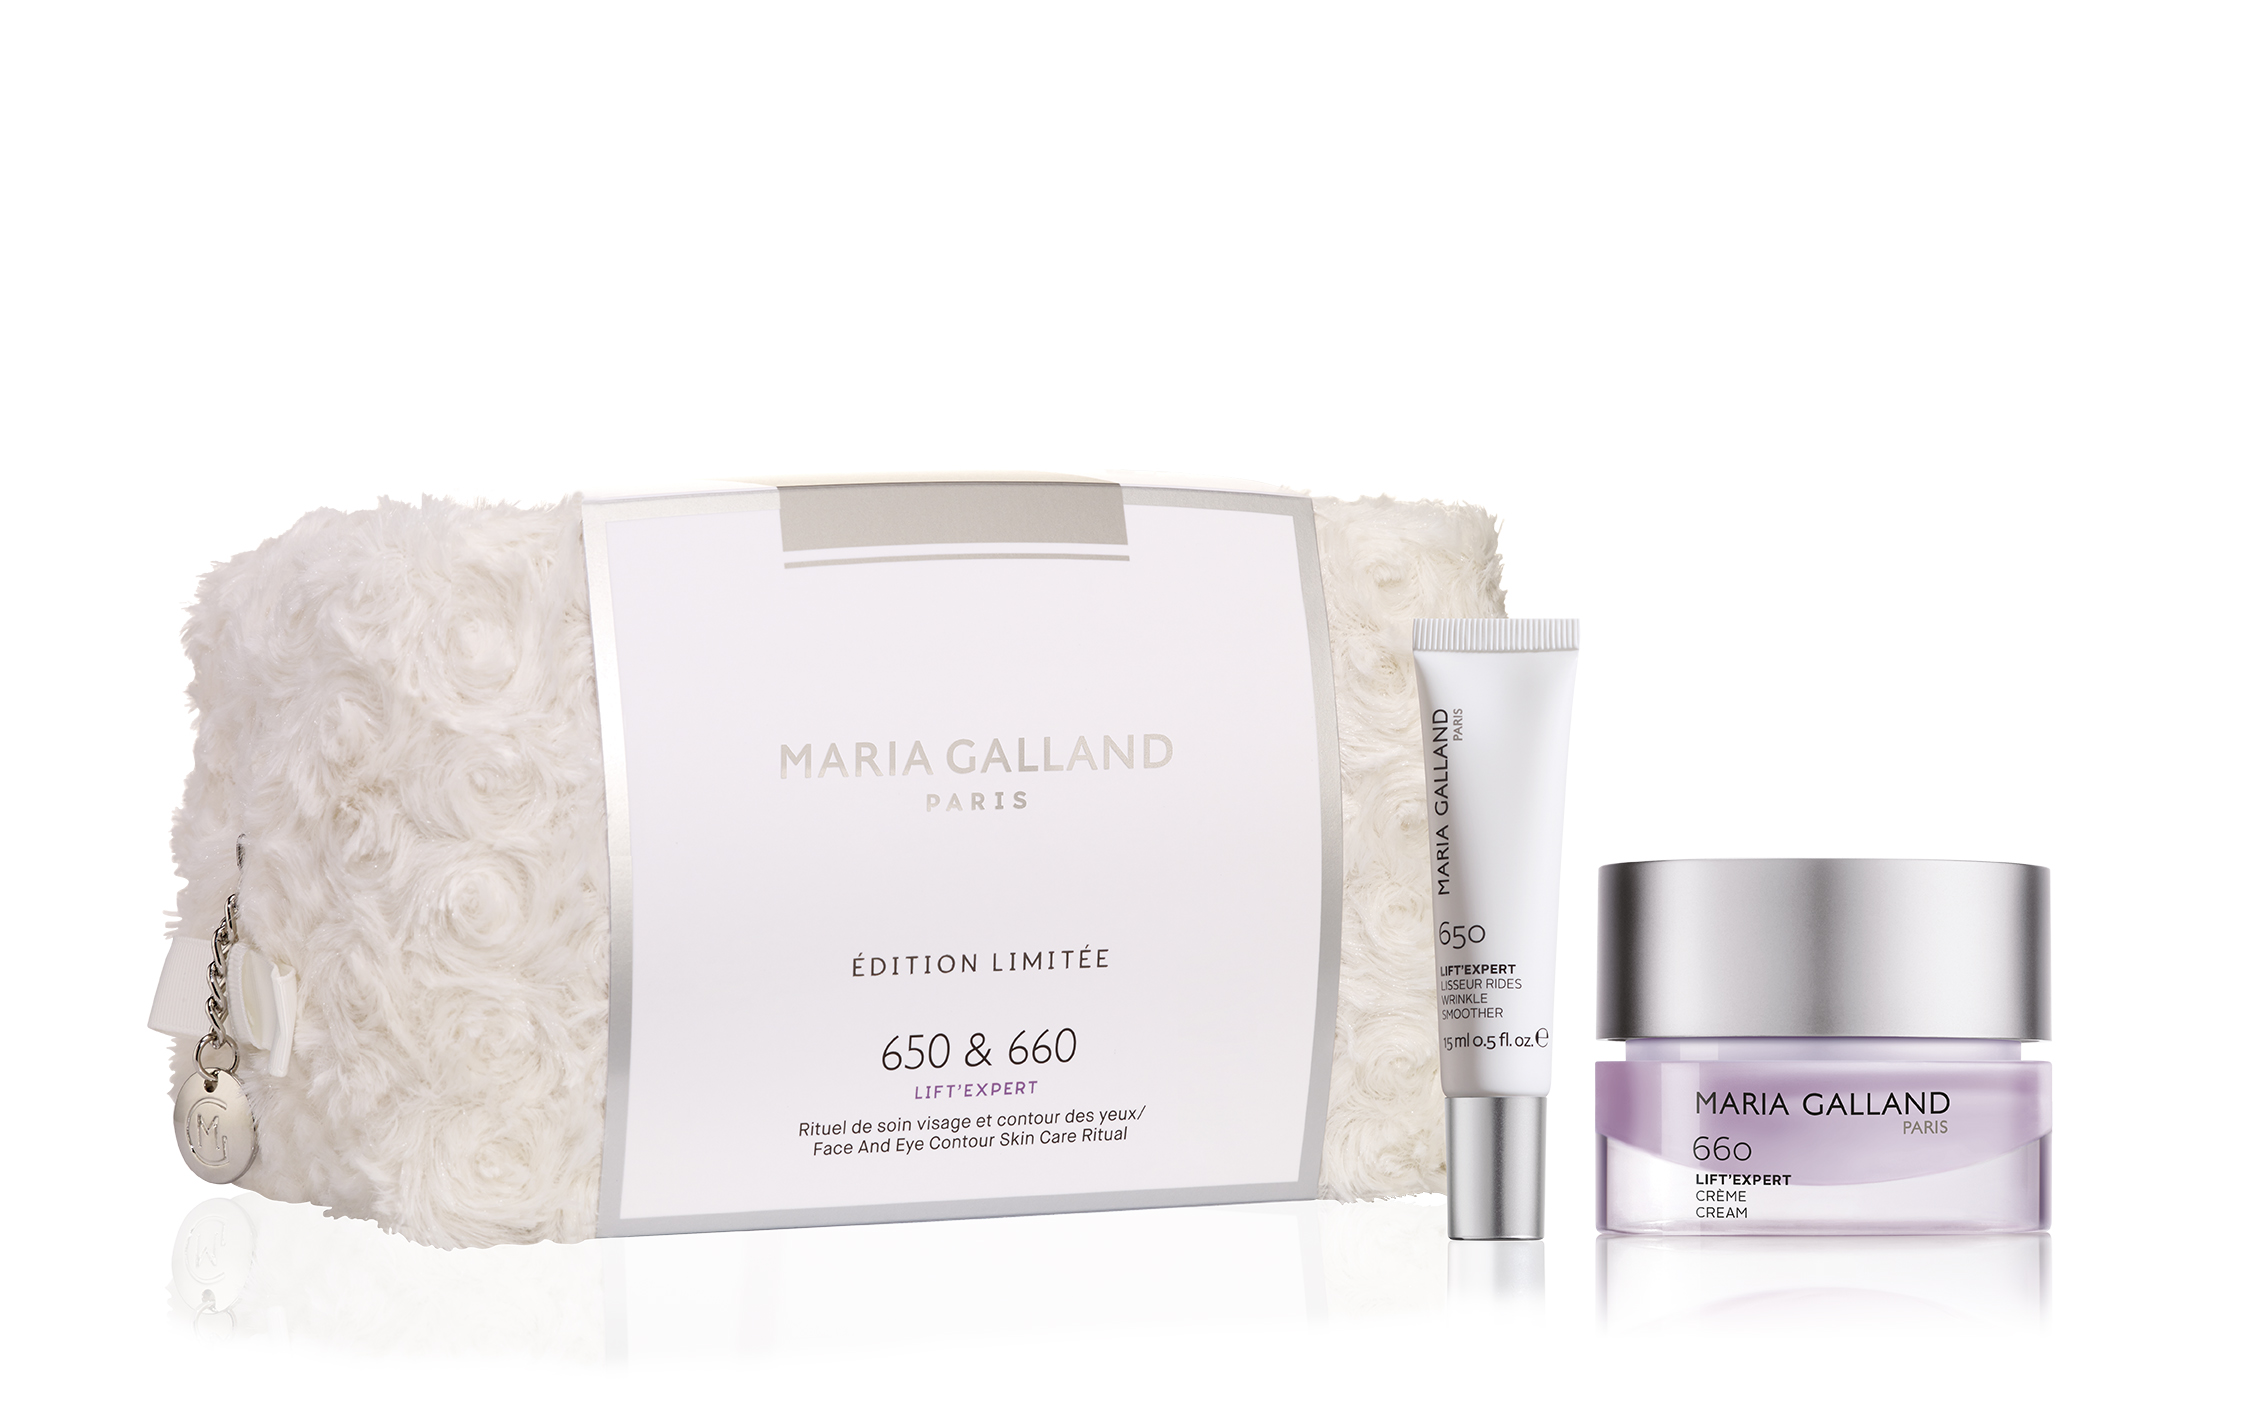 MARIA GALLAND
PARIS
ÉDITION LIMITÉE
650 & 660
LIFT'EXPERT
Rituel de soin visage et contour des yeux/
Face And Eye Contour Skin Care Ritual
MG
MARIA GALLAND
PARIS
650
LIFT'EXPERT
LISSEUR RIDES
WRINKLE
SMOOTHER
15 ml 0.5 fl. oz. ℮
MARIA GALLAND
PARIS
660
LIFT'EXPERT
CRÈME
CREAM